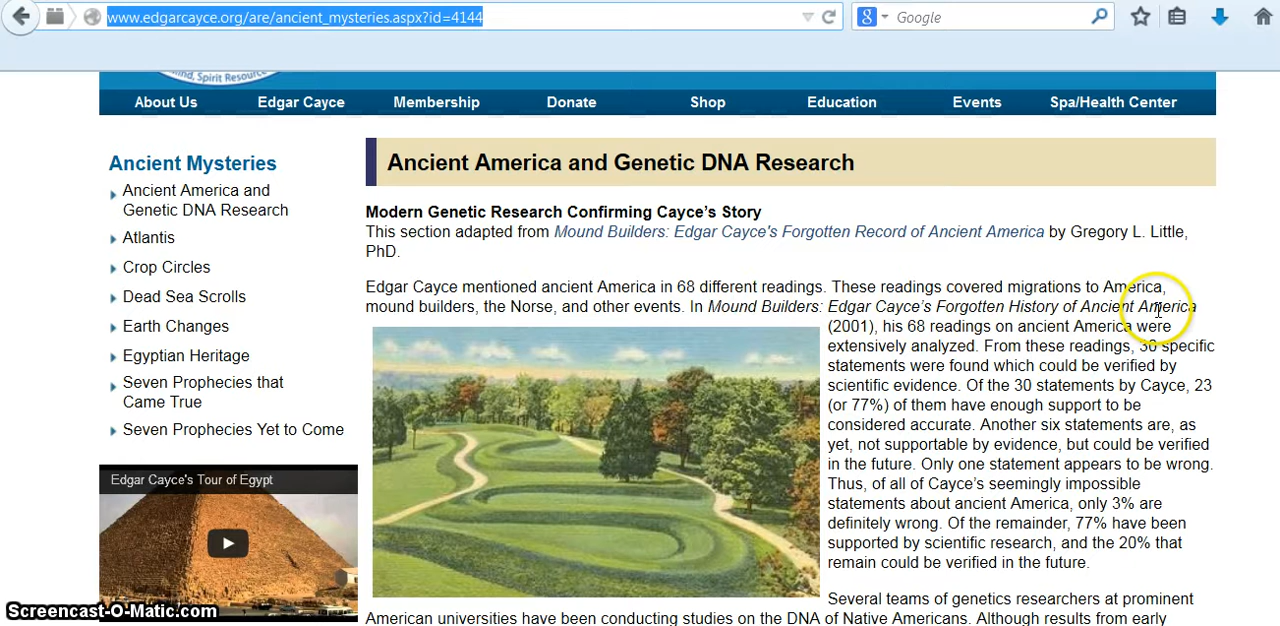 www.edgarcayce.org/are/ancient_mysteries.aspx?id=4144
Google
Mind, Spirit Resource
About Us
Edgar Cayce
Membership
Donate
Shop
Education
Events
Spa/Health Center
Ancient Mysteries
Ancient America and
Genetic DNA Research
Atlantis
Crop Circles
Dead Sea Scrolls
Earth Changes
Egyptian Heritage
Seven Prophecies that
Came True
Seven Prophecies Yet to Come
Edgar Cayce's Tour of Egypt
Ancient America and Genetic DNA Research
Modern Genetic Research Confirming Cayce's Story
This section adapted from Mound Builders: Edgar Cayce's Forgotten Record of Ancient America by Gregory L. Little,
PhD.
Edgar Cayce mentioned ancient America in 68 different readings. These readings covered migrations to America,
mound builders, the Norse, and other events. In Mound Builders: Edgar Cayce's Forgotten History of Ancient America
(2001), his 68 readings on ancient America were
extensively analyzed. From these readings, 30 specific
statements were found which could be verified by
scientific evidence. Of the 30 statements by Cayce, 23
(or 77%) of them have enough support to be
considered accurate. Another six statements are, as
yet, not supportable by evidence, but could be verified
in the future. Only one statement appears to be wrong.
Thus, of all of Cayce's seemingly impossible
statements about ancient America, only 3% are
definitely wrong. Of the remainder, 77% have been
supported by scientific research, and the 20% that
remain could be verified in the future.
Several teams of genetics researchers at prominent
American universities have been conducting studies on the DNA of Native Americans. Although results from early
Screencast-O-Matic.com